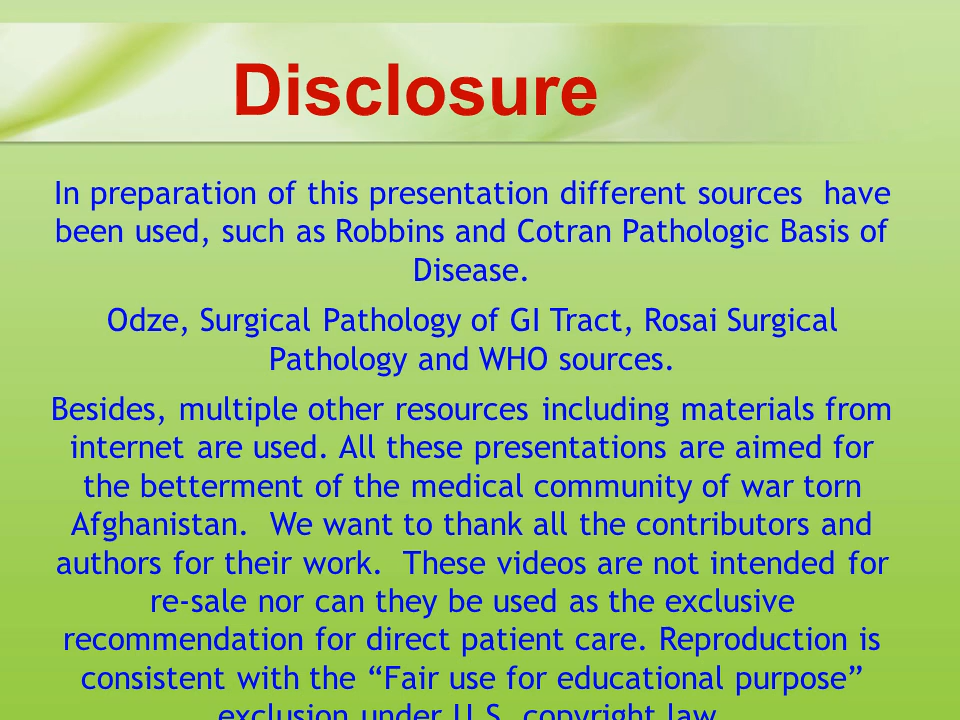 Disclosure
In preparation of this presentation different sources  have
been used, such as Robbins and Cotran Pathologic Basis of
Disease.
Odze, Surgical Pathology of GI Tract, Rosai Surgical
Pathology and WHO sources.
Besides, multiple other resources including materials from
internet are used. All these presentations are aimed for
the betterment of the medical community of war torn
Afghanistan.  We want to thank all the contributors and
authors for their work.  These videos are not intended for
re-sale nor can they be used as the exclusive
recommendation for direct patient care. Reproduction is
consistent with the “Fair use for educational purpose”
exclusion under U.S. copyright law